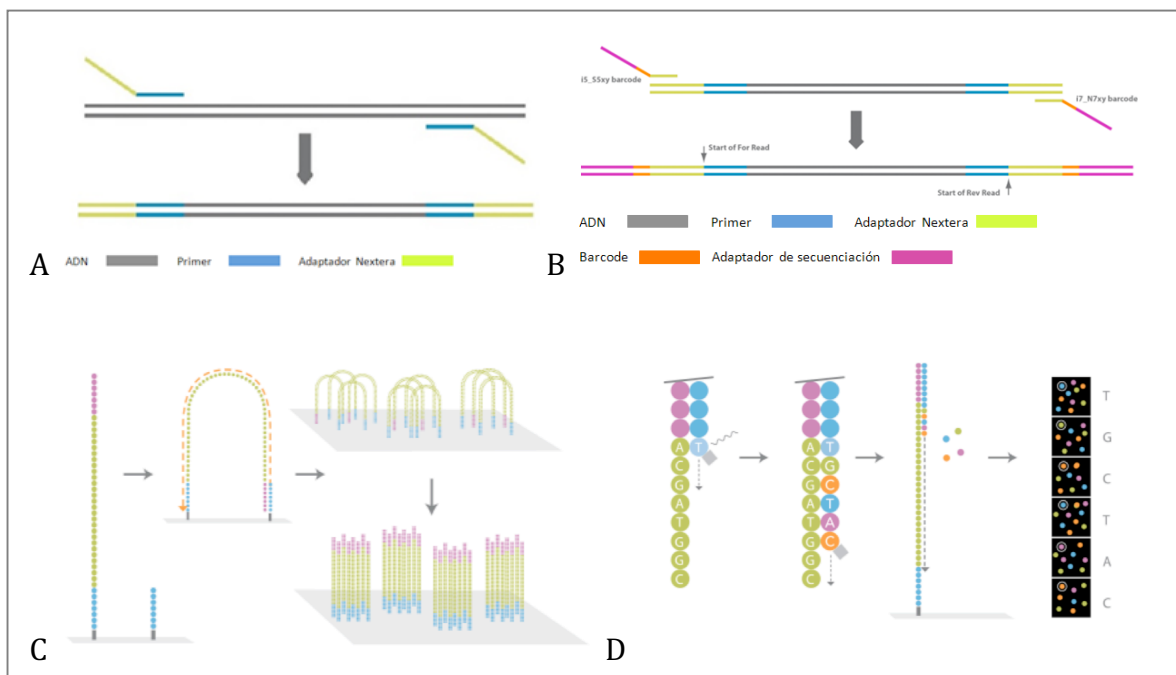 A
ADN
Primer
Adaptador Nextera
i5_S5xy barcode
i7_N7xy barcode
Start of For Read
Start of Rev Read
ADN
Primer
Adaptador Nextera
B
Barcode
Adaptador de secuenciación
C
A
C
G
A
T
G
G
C
T
A
C
G
A
T
G
G
C
T
G
C
T
A
C
T
G
C
T
A
C
D